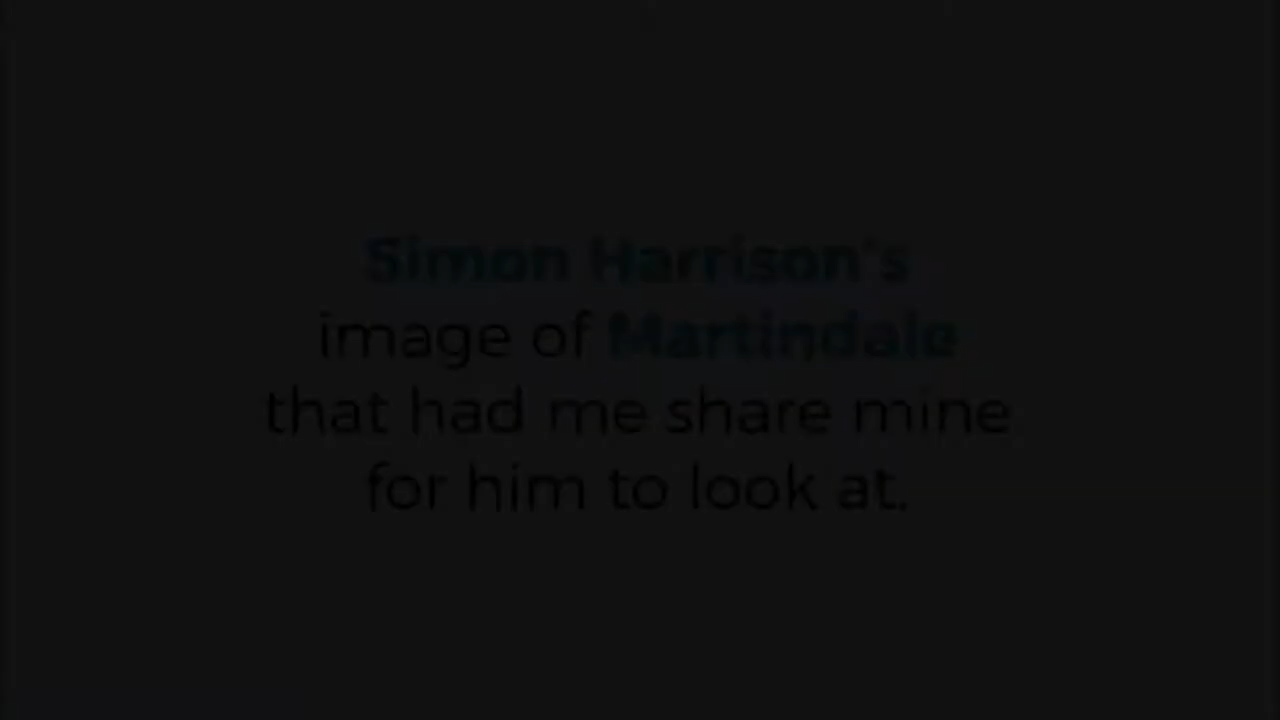 Simon Harrison's
image of Martindale
that had me share mine
for him to look at.